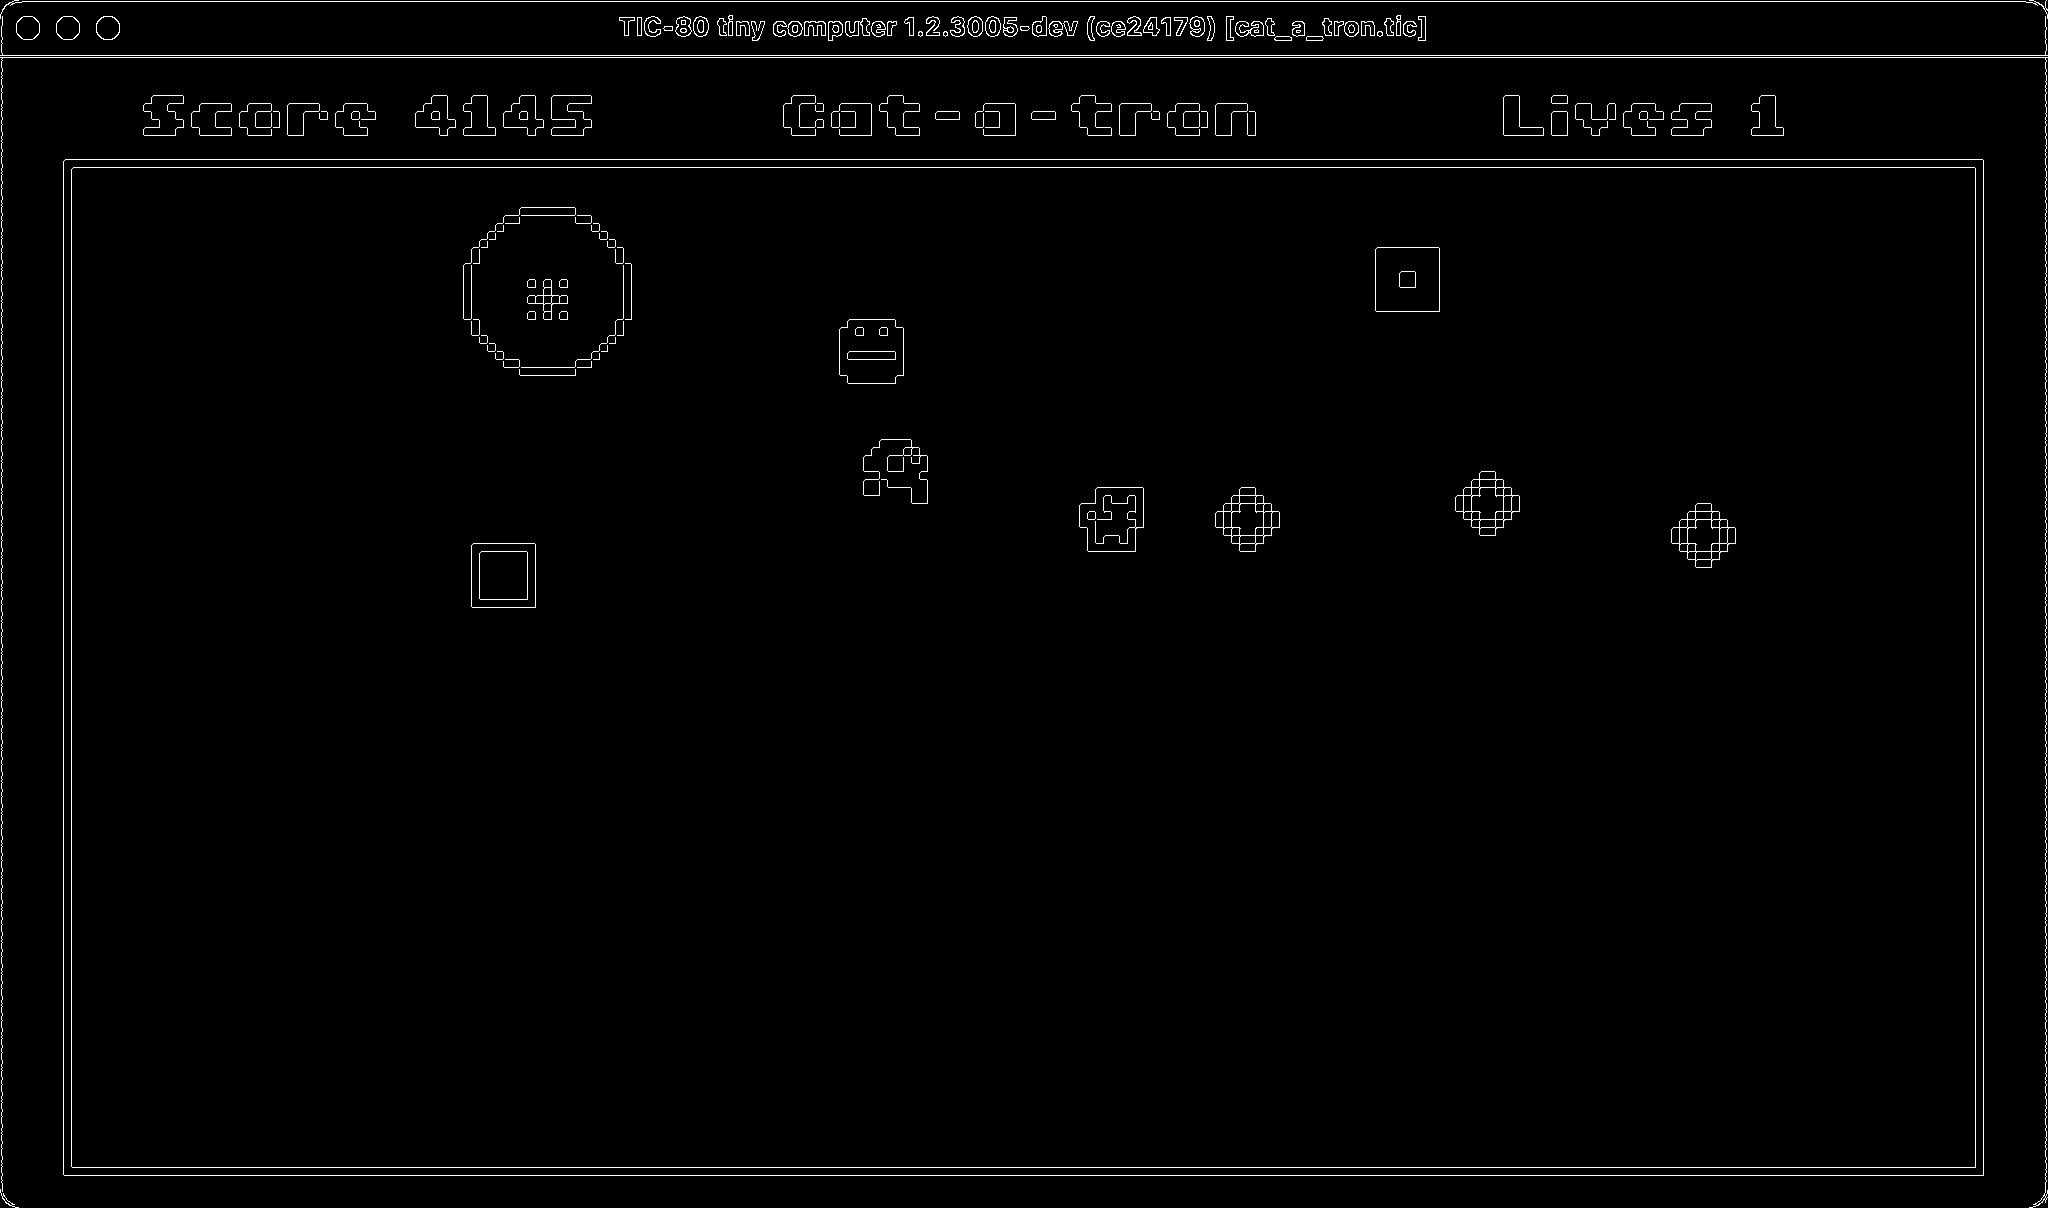 TIC-80 tiny computer 1.2.3005-dev (ce24179) [cat_a_tron.tic]
Score 4145 Cat-a-tron Lives 1